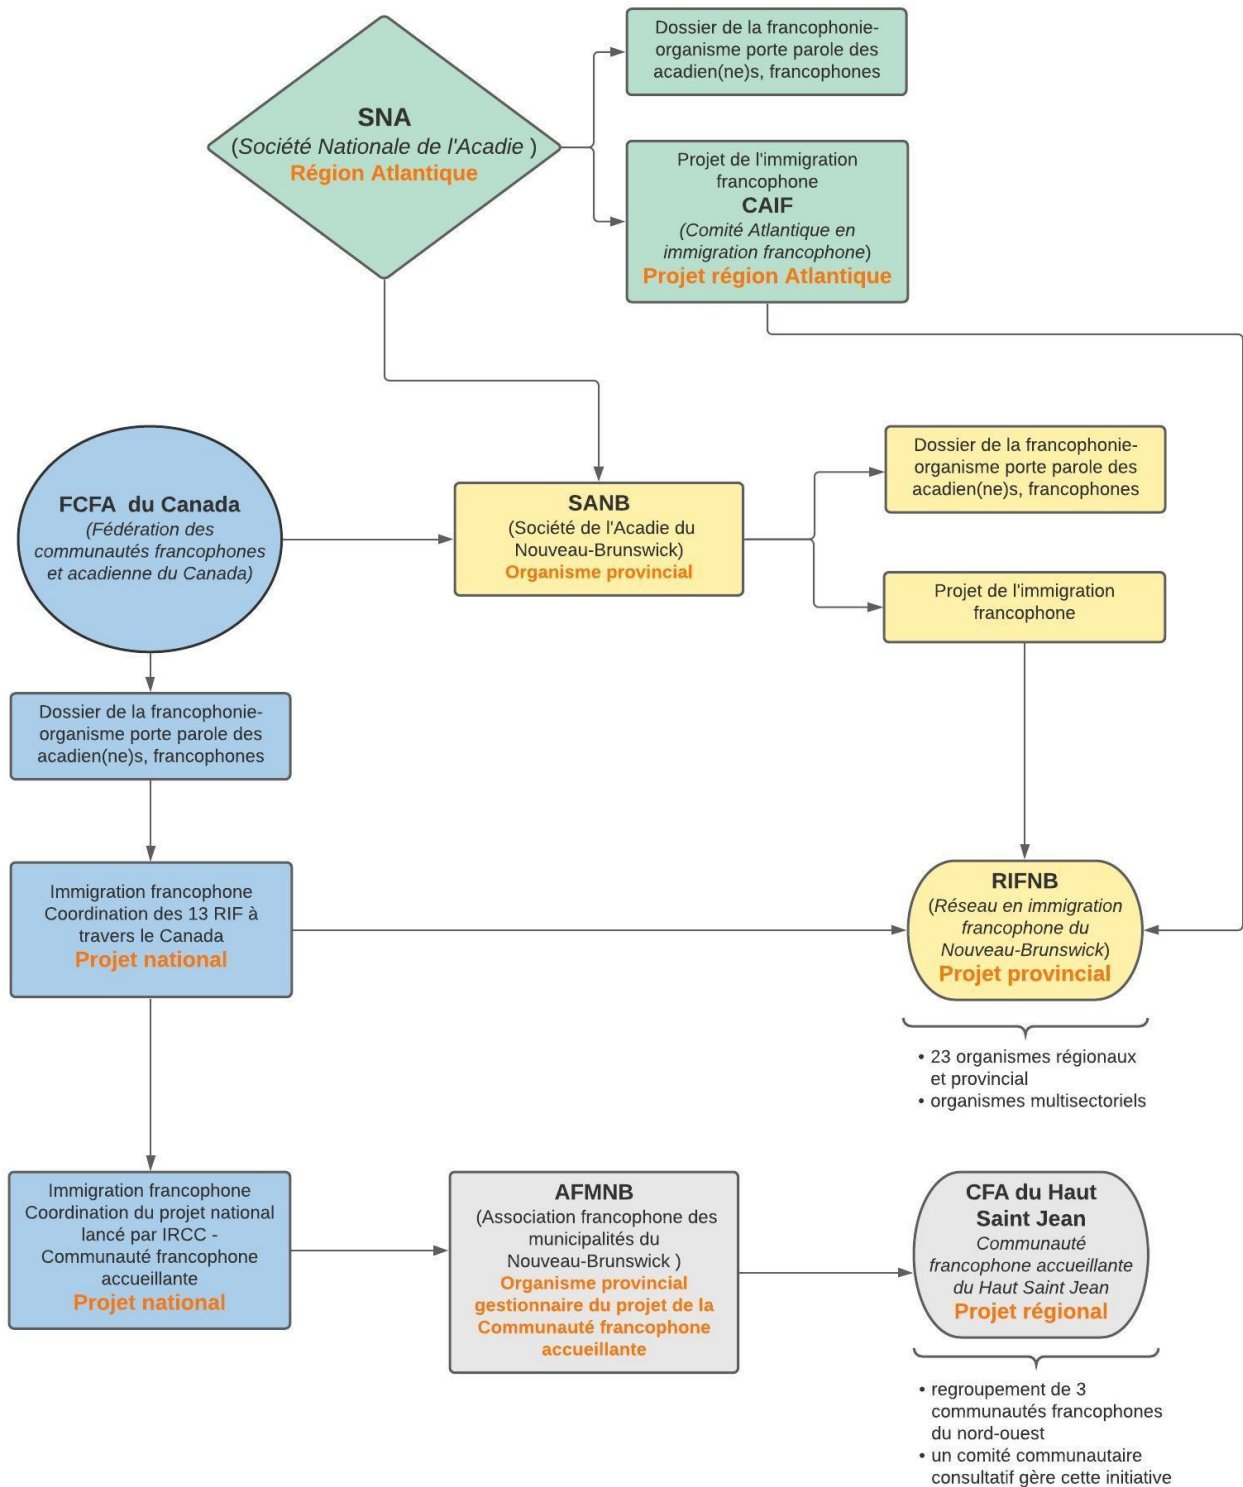 Dossier de la francophonie-
organisme porte parole des
acadien(ne)s, francophones
SNA
(Société Nationale de l'Acadie )
Région Atlantique
Projet de l'immigration
francophone
CAIF
(Comité Atlantique en
immigration francophone)
Projet région Atlantique
FCFA du Canada
(Fédération des
communautés francophones
et acadienne du Canada)
SANB
(Société de l'Acadie du
Nouveau-Brunswick)
Organisme provincial
Dossier de la francophonie-
organisme porte parole des
acadien(ne)s, francophones
Projet de l'immigration
francophone
Dossier de la francophonie-
organisme porte parole des
acadien(ne)s, francophones
Immigration francophone
Coordination des 13 RIF à
travers le Canada
Projet national
RIFNB
(Réseau en immigration
francophone du
Nouveau-Brunswick)
Projet provincial
• 23 organismes régionaux
et provincial
• organismes multisectoriels
Immigration francophone
Coordination du projet national
lancé par IRCC -
Communauté francophone
accueillante
Projet national
AFMNB
(Association francophone des
municipalités du
Nouveau-Brunswick )
Organisme provincial
gestionnaire du projet de la
Communauté francophone
accueillante
CFA du Haut
Saint Jean
Communauté
francophone accueillante
du Haut Saint Jean
Projet régional
• regroupement de 3
communautés francophones
du nord-ouest
• un comité communautaire
consultatif gère cette initiative